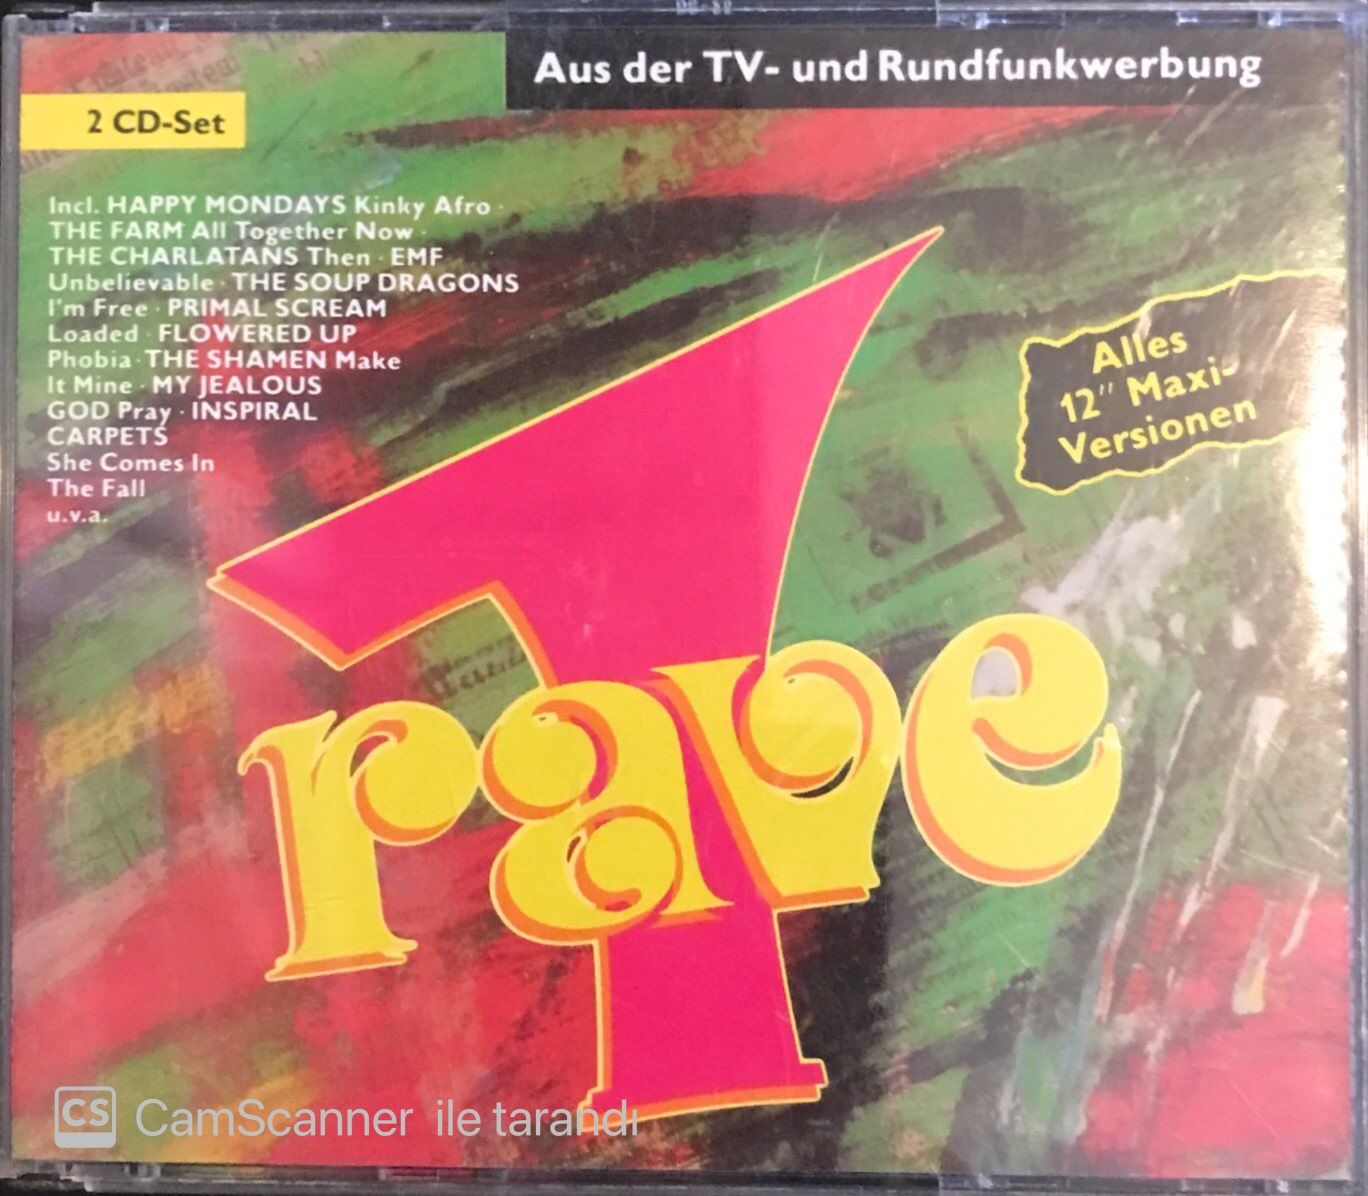 Aus der TV- und Rundfunkwerbung
2 CD-Set
Incl. HAPPY MONDAYS Kinky Afro ·
THE FARM All Together Now ·
THE CHARLATANS Then · EMF
Unbelievable · THE SOUP DRAGONS
I'm Free · PRIMAL SCREAM
Loaded · FLOWERED UP
Phobia · THE SHAMEN Make
It Mine · MY JEALOUS
GOD Pray · INSPIRAL
CARPETS
She Comes In
The Fall
u.v.a.
Alles
12" Maxi-
Versionen
1
rave
CS CamScanner ile tarandı